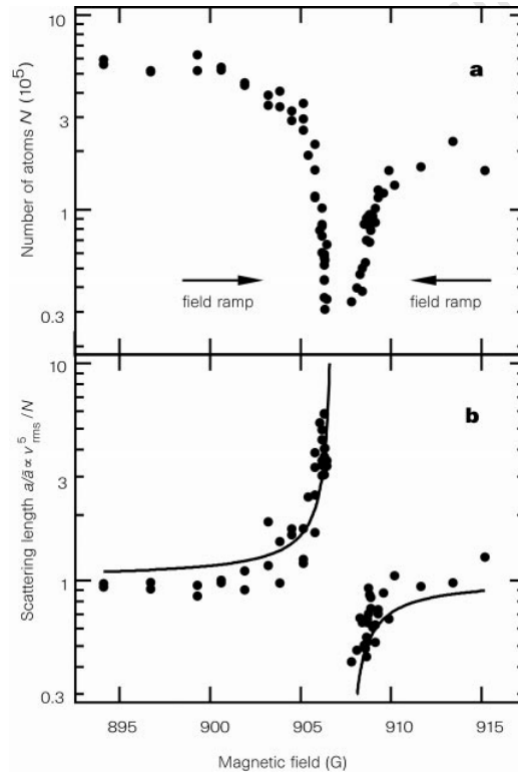 10
a
Number of atoms N (10⁵)
3
1
field ramp
field ramp
0.3
10
b
Scattering length a/ã ∝ v⁵rms/N
3
1
0.3
895 900 905 910 915
Magnetic field (G)